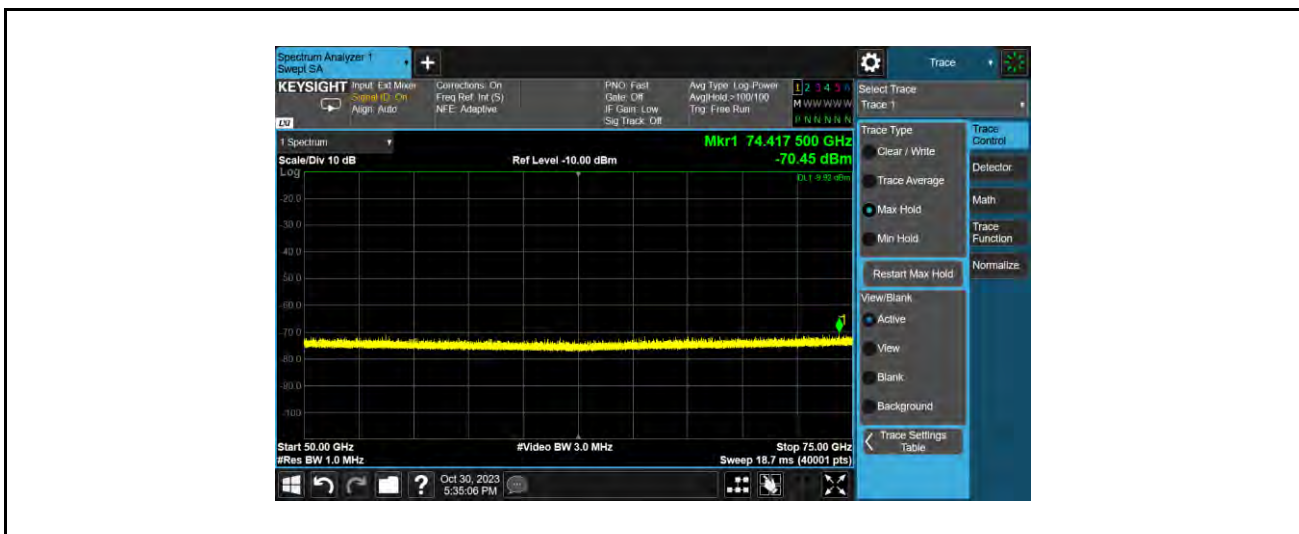 Spectrum Analyzer 1
Swept SA
+
Trace
KEYSIGHT
Input: Ext Mixer
Signal ID: On
Align: Auto
Corrections: On
Freq Ref: Int (S)
NFE: Adaptive
PNO: Fast
Gate: Off
IF Gain: Low
Sig Track: Off
Avg Type: Log-Power
Avg|Hold:>100/100
Trig: Free Run
1 2 3 4 5 6
M W W W W W
P N N N N N
LXI
Select Trace
Trace 1
1 Spectrum
Scale/Div 10 dB
Ref Level -10.00 dBm
Mkr1 74.417 500 GHz
-70.45 dBm
Log
-20.0
-30.0
-40.0
-50.0
-60.0
-70.0
-80.0
-90.0
-100
1
Start 50.00 GHz
#Video BW 3.0 MHz
Stop 75.00 GHz
#Res BW 1.0 MHz
Sweep 18.7 ms (40001 pts)
Trace Type
Clear / Write
Trace Average
Max Hold
Min Hold
Restart Max Hold
View/Blank
Active
View
Blank
Background
Trace Settings
Table
Trace
Control
Detector
Math
Trace
Function
Normalize
?
Oct 30, 2023
5:35:06 PM